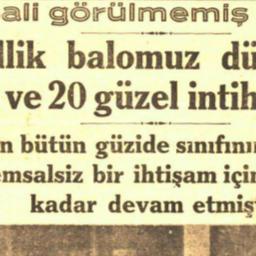 ali görülmemiş
llik balomuz dü
ve 20 güzel intih
n bütün güzide sınıfını
emsalsiz bir ihtişam için
kadar devam etmiş